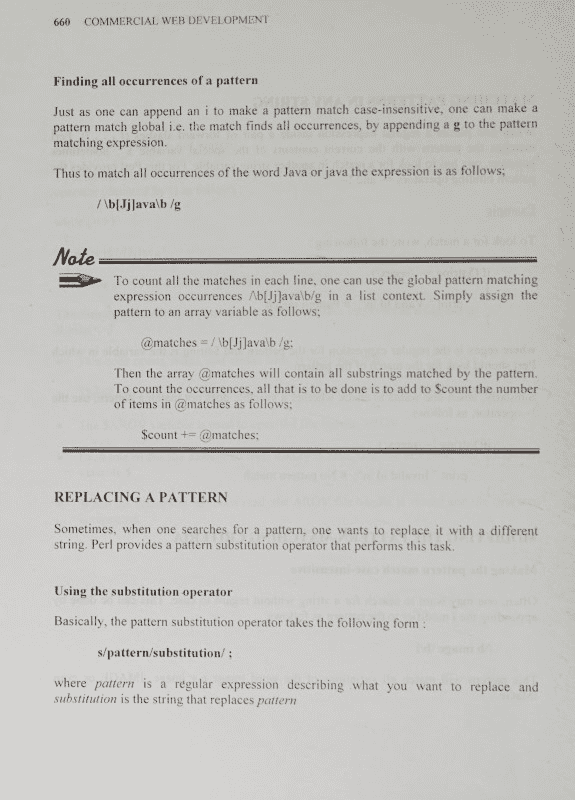 660 COMMERCIAL WEB DEVELOPMENT
Finding all occurrences of a pattern
Just as one can append an i to make a pattern match case-insensitive, one can make a
pattern match global i.e. the match finds all occurrences, by appending a g to the pattern
matching expression.
Thus to match all occurrences of the word Java or java the expression is as follows;
/ \b[Jj]ava\b /g
Note
To count all the matches in each line, one can use the global pattern matching
expression occurrences /\b[Jj]ava\b/g in a list context. Simply assign the
pattern to an array variable as follows;
@matches = / \b[Jj]ava\b /g;
Then the array @matches will contain all substrings matched by the pattern.
To count the occurrences, all that is to be done is to add to $count the number
of items in @matches as follows;
$count += @matches;
REPLACING A PATTERN
Sometimes, when one searches for a pattern, one wants to replace it with a different
string. Perl provides a pattern substitution operator that performs this task.
Using the substitution operator
Basically, the pattern substitution operator takes the following form :
s/pattern/substitution/ ;
where pattern is a regular expression describing what you want to replace and
substitution is the string that replaces pattern